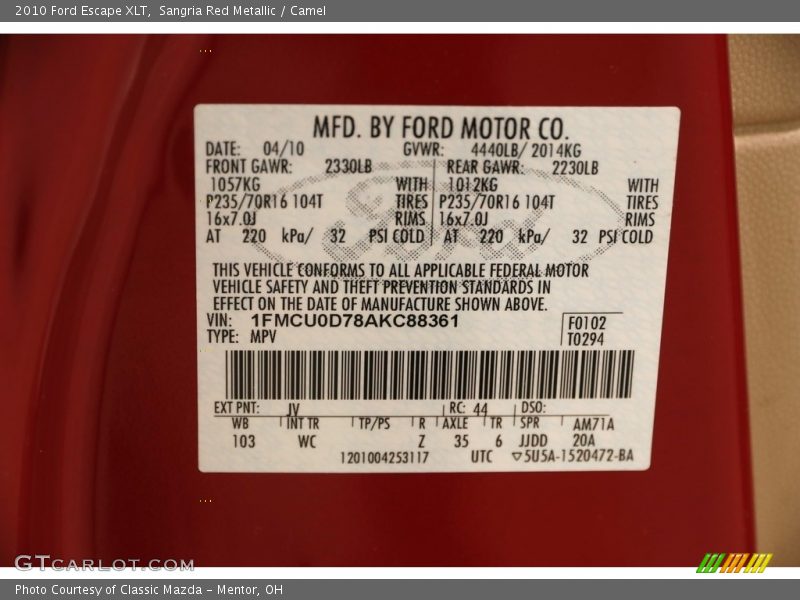 2010 Ford Escape XLT, Sangria Red Metallic / Camel
MFD. BY FORD MOTOR CO.
DATE: 04/10 GVWR: 4440LB/ 2014KG
FRONT GAWR: 2330LB REAR GAWR: 2230LB
1057KG WITH 1012KG WITH
P235/70R16 104T TIRES P235/70R16 104T TIRES
16x7.0J RIMS 16x7.0J RIMS
AT 220 kPa/ 32 PSI COLD AT 220 kPa/ 32 PSI COLD
Ford
THIS VEHICLE CONFORMS TO ALL APPLICABLE FEDERAL MOTOR
VEHICLE SAFETY AND THEFT PREVENTION STANDARDS IN
EFFECT ON THE DATE OF MANUFACTURE SHOWN ABOVE.
VIN: 1FMCU0D78AKC88361 F0102
TYPE: MPV T0294
EXT PNT: JV RC: 44 DSO:
WB INT TR TP/PS R AXLE TR SPR AM71A
103 WC Z 35 6 JJDD 20A
1201004253117 UTC ▽5U5A-1520472-BA
GTCARLOT.COM
Photo Courtesy of Classic Mazda - Mentor, OH